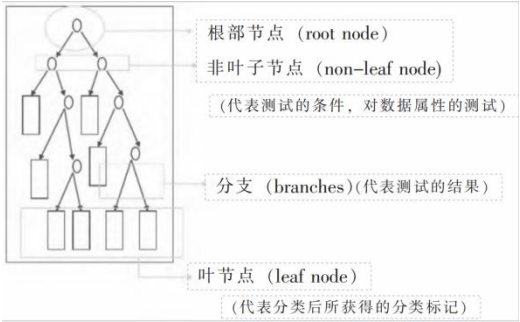 根部节点（root node）
非叶子节点（non-leaf node)
(代表测试的条件，对数据属性的测试）
分支（branches)(代表测试的结果）
叶节点（leaf node）
（代表分类后所获得的分类标记）